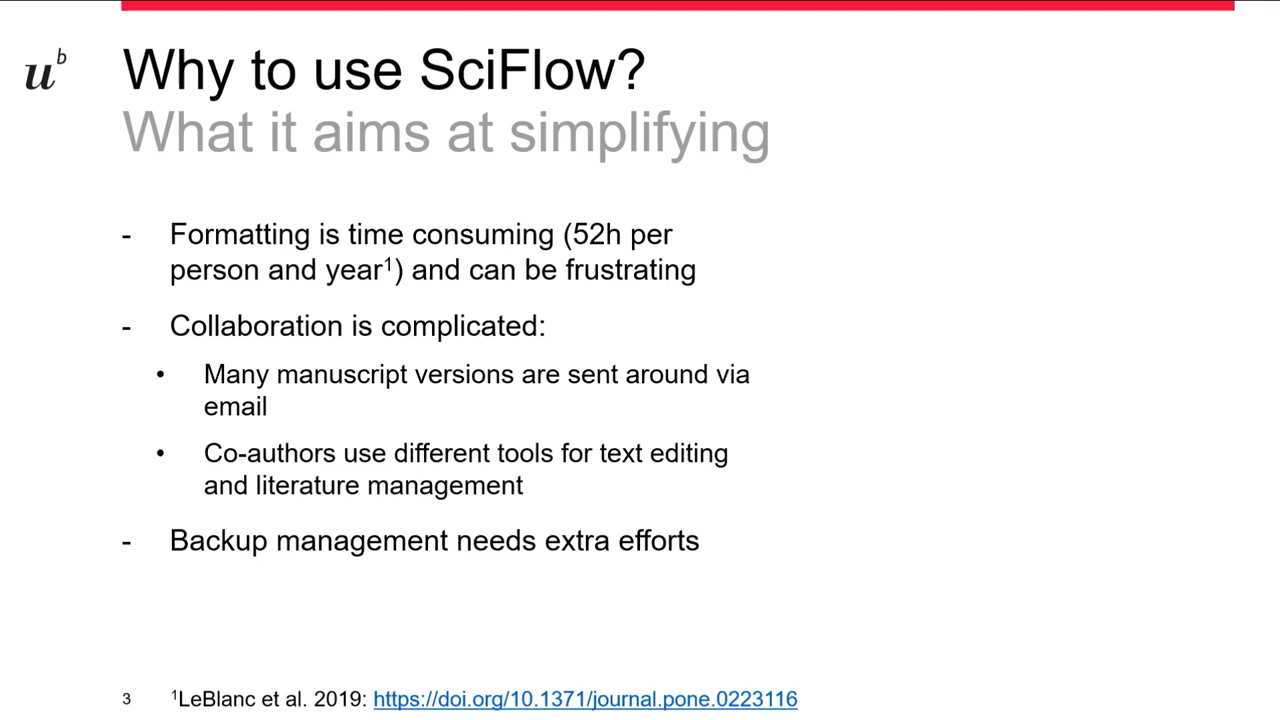 u^b
Why to use SciFlow?
What it aims at simplifying
- Formatting is time consuming (52h per
person and year¹) and can be frustrating
- Collaboration is complicated:
• Many manuscript versions are sent around via
email
• Co-authors use different tools for text editing
and literature management
- Backup management needs extra efforts
3 ¹LeBlanc et al. 2019: https://doi.org/10.1371/journal.pone.0223116